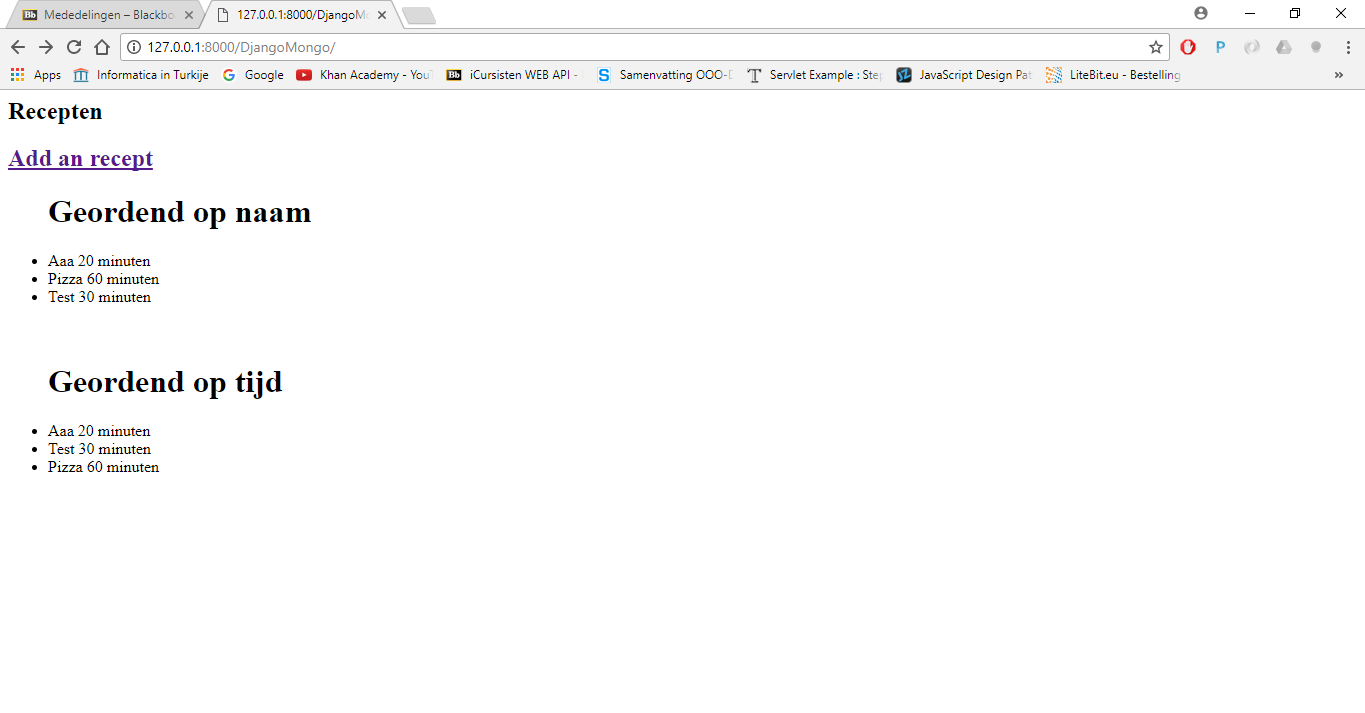 Mededelingen – Blackbo
127.0.0.1:8000/DjangoM
127.0.0.1:8000/DjangoMongo/
Apps
Informatica in Turkije
Google
Khan Academy - You
iCursisten WEB API -
Samenvatting OOO-
Servlet Example : Step
JavaScript Design Pat
LiteBit.eu - Bestelling
Recepten
Add an recept
Geordend op naam
Aaa 20 minuten
Pizza 60 minuten
Test 30 minuten
Geordend op tijd
Aaa 20 minuten
Test 30 minuten
Pizza 60 minuten